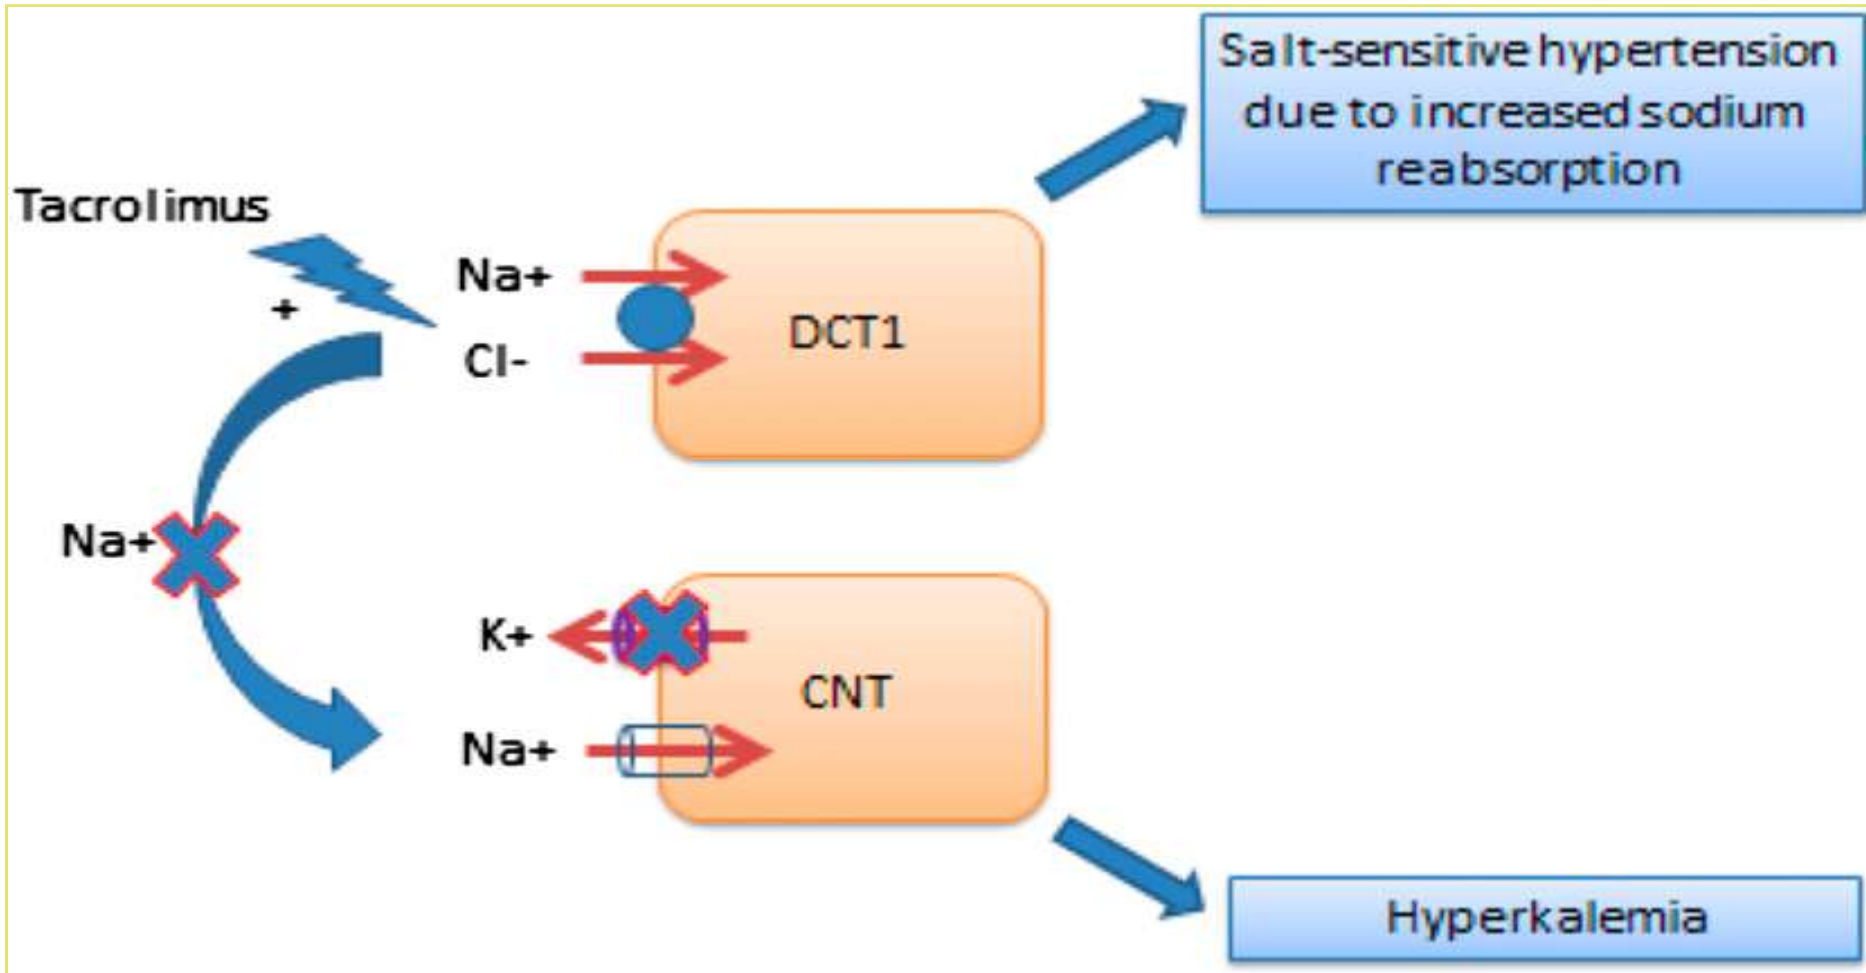 Salt-sensitive hypertension
due to increased sodium
reabsorption
Tacrolimus
+
Na+
Cl-
DCT1
Na+
K+
CNT
Na+
Hyperkalemia